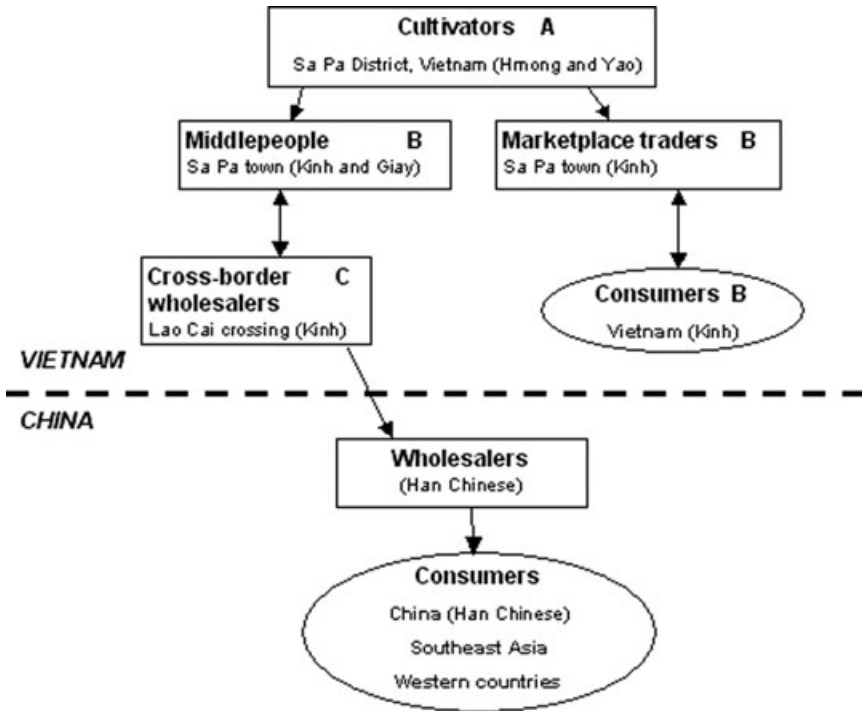 Cultivators A
Sa Pa District, Vietnam (Hmong and Yao)
Middlepeople B
Sa Pa town (Kinh and Giay)
Marketplace traders B
Sa Pa town (Kinh)
Cross-border C
wholesalers
Lao Cai crossing (Kinh)
Consumers B
Vietnam (Kinh)
VIETNAM
CHINA
Wholesalers
(Han Chinese)
Consumers
China (Han Chinese)
Southeast Asia
Western countries